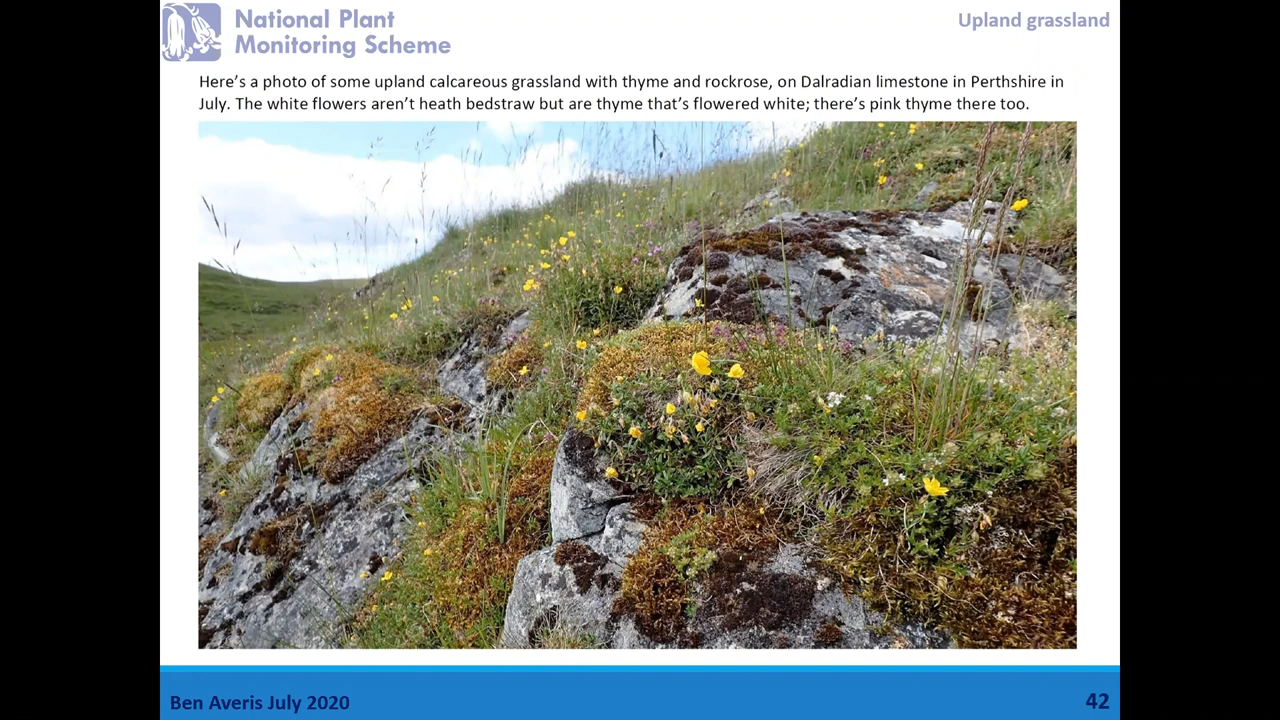 National Plant
Monitoring Scheme
Upland grassland
Here's a photo of some upland calcareous grassland with thyme and rockrose, on Dalradian limestone in Perthshire in
July. The white flowers aren't heath bedstraw but are thyme that's flowered white; there's pink thyme there too.
Ben Averis July 2020
42